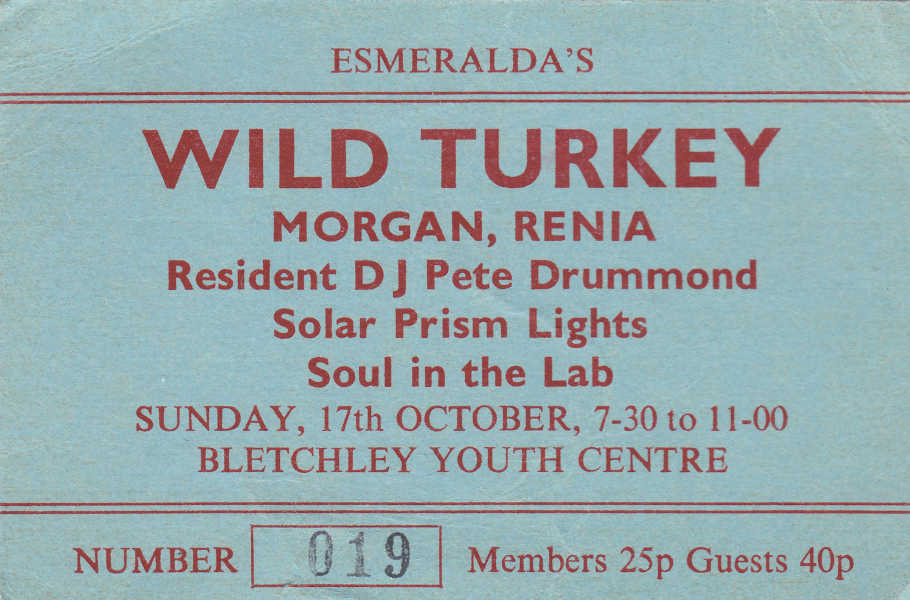 ESMERALDA'S
WILD TURKEY
MORGAN, RENIA
Resident D J Pete Drummond
Solar Prism Lights
Soul in the Lab
SUNDAY, 17th OCTOBER, 7-30 to 11-00
BLETCHLEY YOUTH CENTRE
NUMBER 019 Members 25p Guests 40p